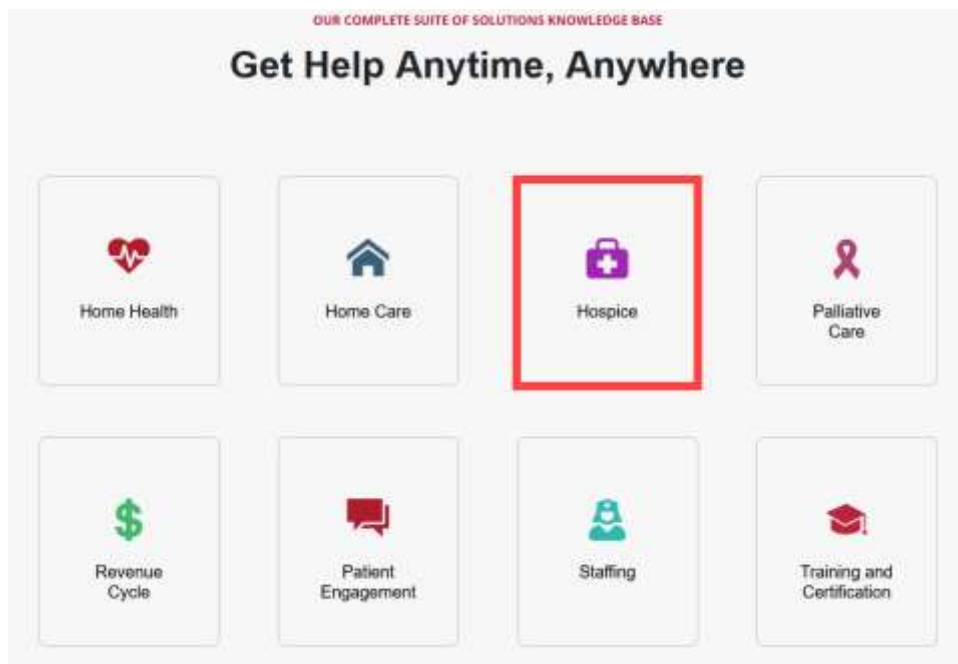 OUR COMPLETE SUITE OF SOLUTIONS KNOWLEDGE BASE
Get Help Anytime, Anywhere
Home Health
Home Care
Hospice
Palliative
Care
Revenue
Cycle
Patient
Engagement
Staffing
Training and
Certification